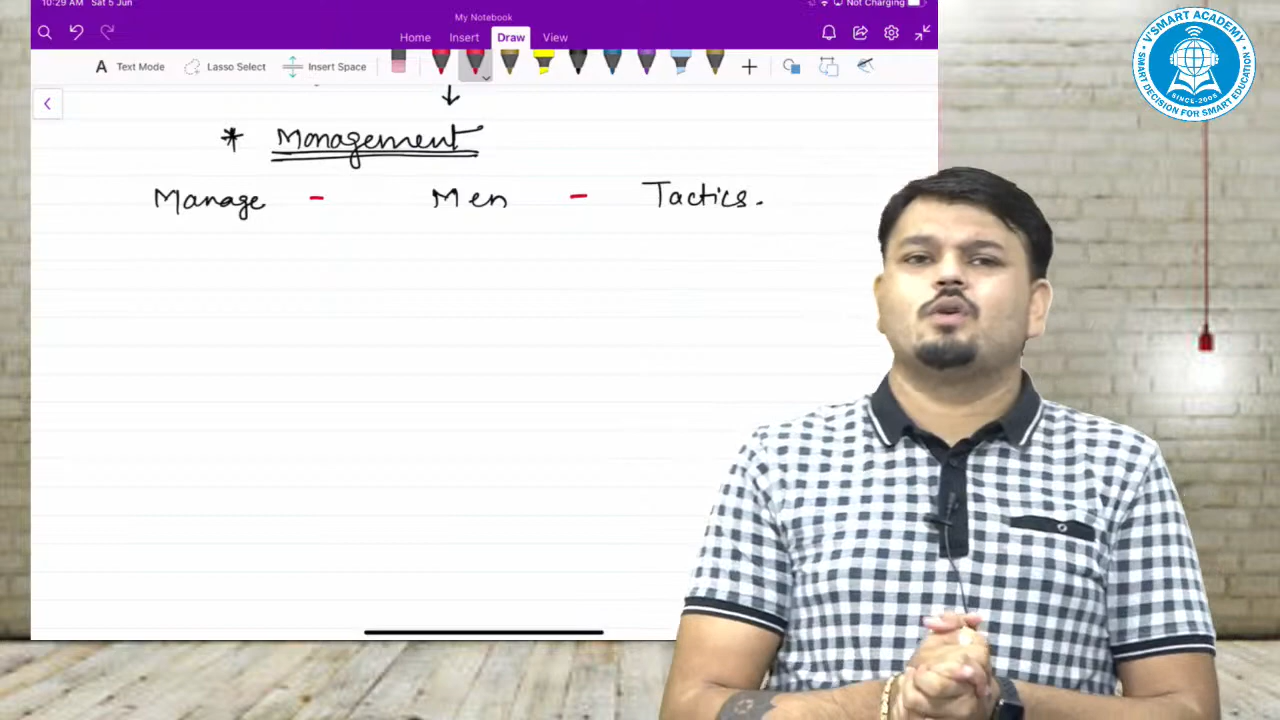 10:29 AM Sat 5 Jun
Not Charging
My Notebook
Home Insert Draw View
A Text Mode Lasso Select Insert Space
* Management
Manage - Men - Tactics.
V'SMART ACADEMY
SINCE-2005
SMART DECISION FOR SMART EDUCATION